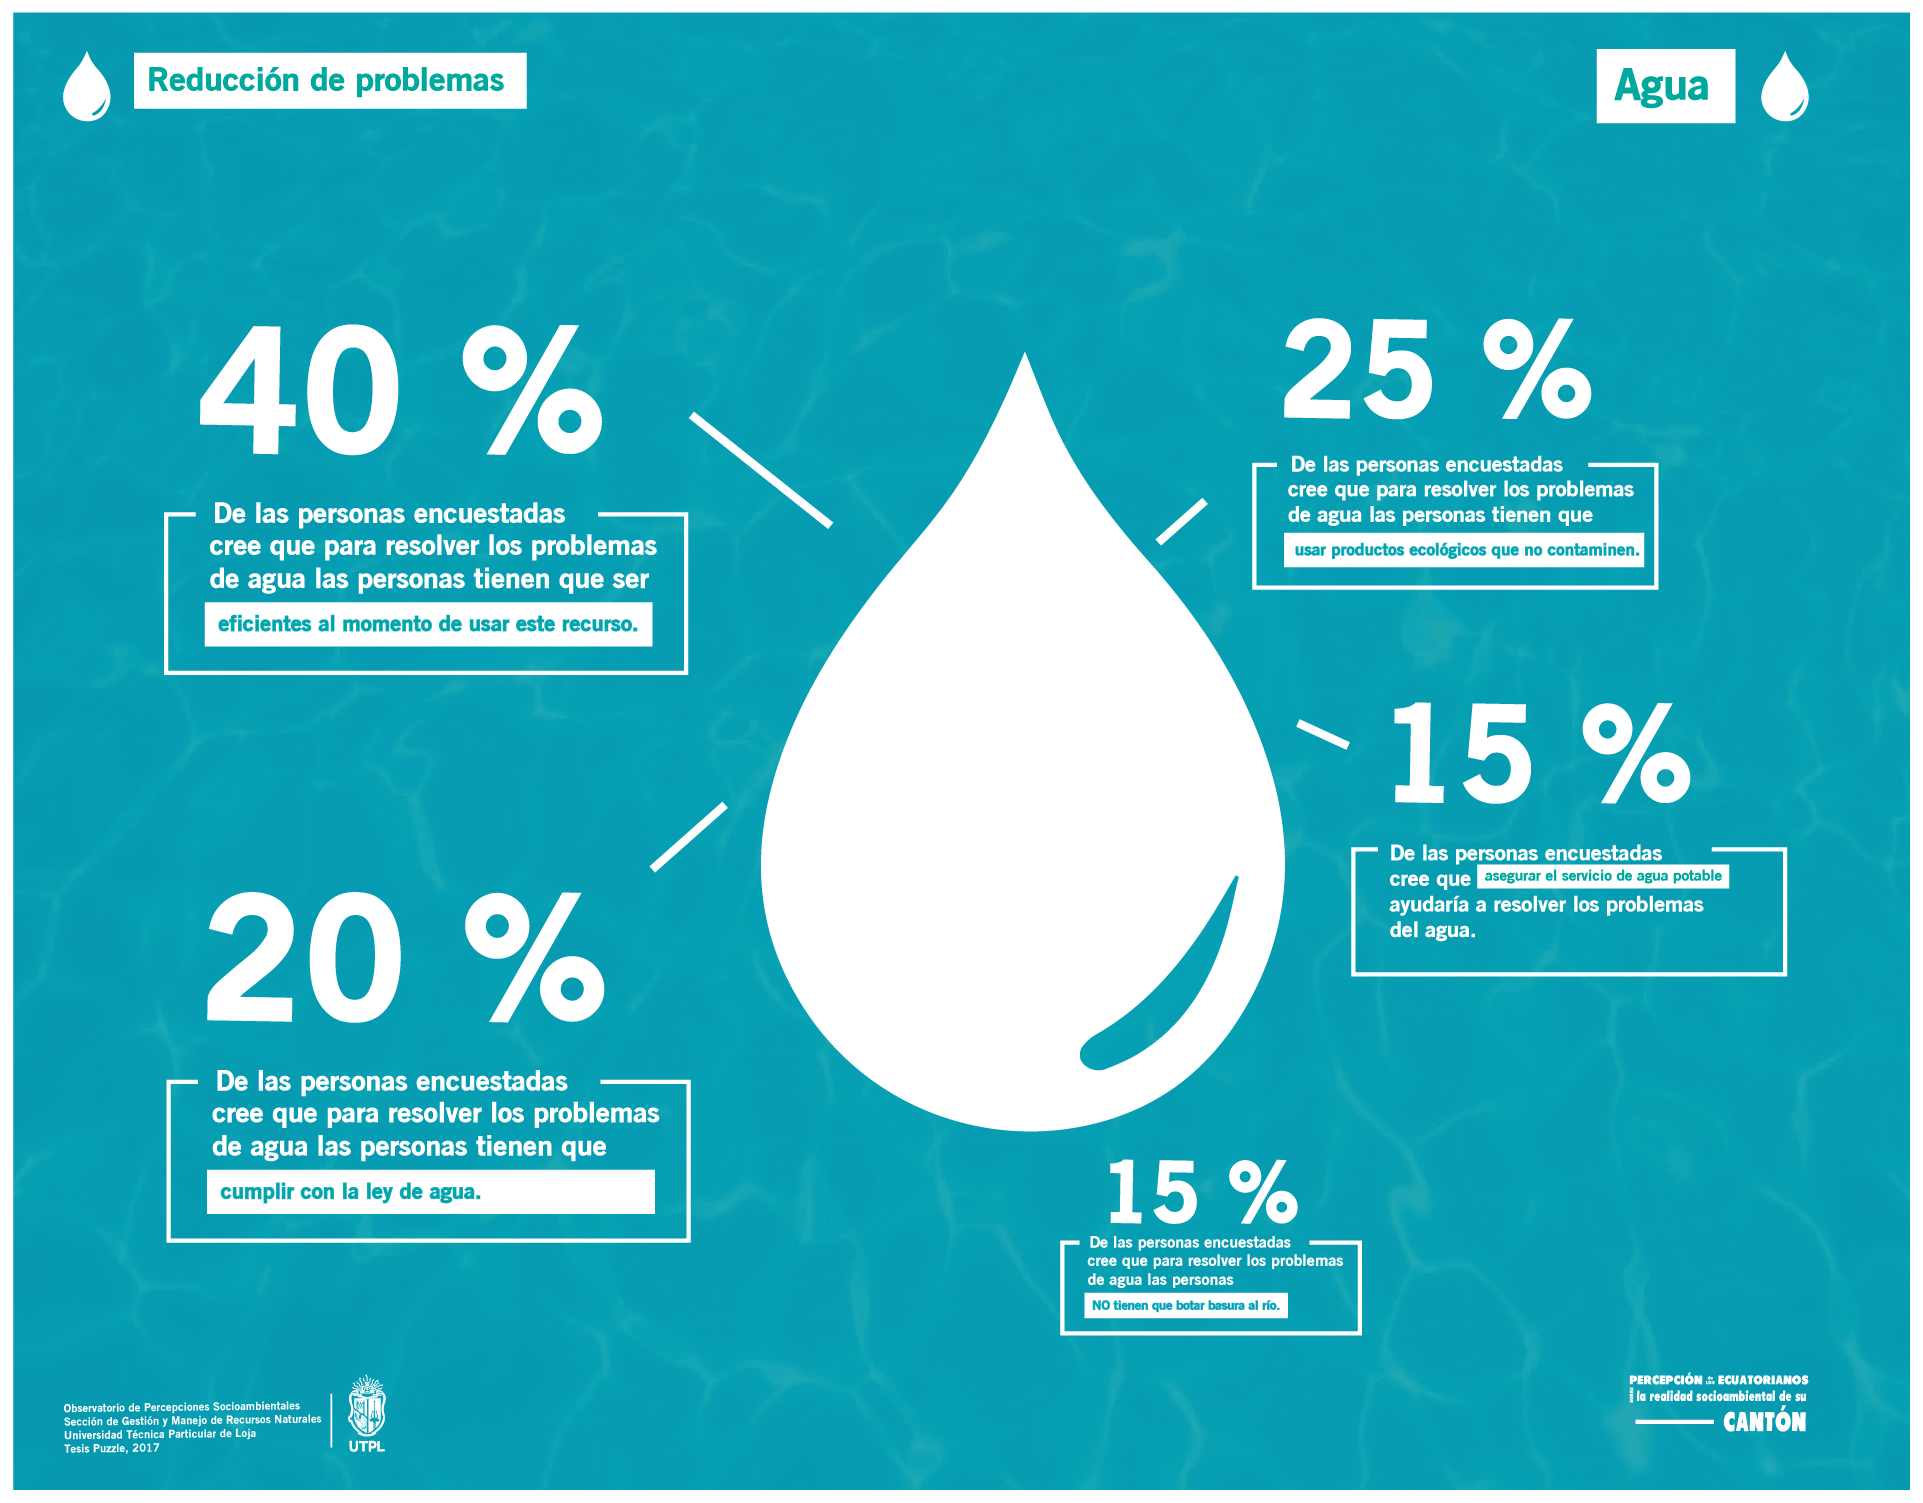 Reducción de problemas
Agua
40 %
De las personas encuestadas
cree que para resolver los problemas
de agua las personas tienen que ser
eficientes al momento de usar este recurso.
25 %
De las personas encuestadas
cree que para resolver los problemas
de agua las personas tienen que
usar productos ecológicos que no contaminen.
15 %
De las personas encuestadas
cree que asegurar el servicio de agua potable
ayudaría a resolver los problemas
del agua.
20 %
De las personas encuestadas
cree que para resolver los problemas
de agua las personas tienen que
cumplir con la ley de agua.
15 %
De las personas encuestadas
cree que para resolver los problemas
de agua las personas
NO tienen que botar basura al río.
Observatorio de Percepciones Socioambientales
Sección de Gestión y Manejo de Recursos Naturales
Universidad Técnica Particular de Loja
Tesis Puzzle, 2017
UTPL
PERCEPCIÓN DE LOS ECUATORIANOS
la realidad socioambiental de su
CANTÓN